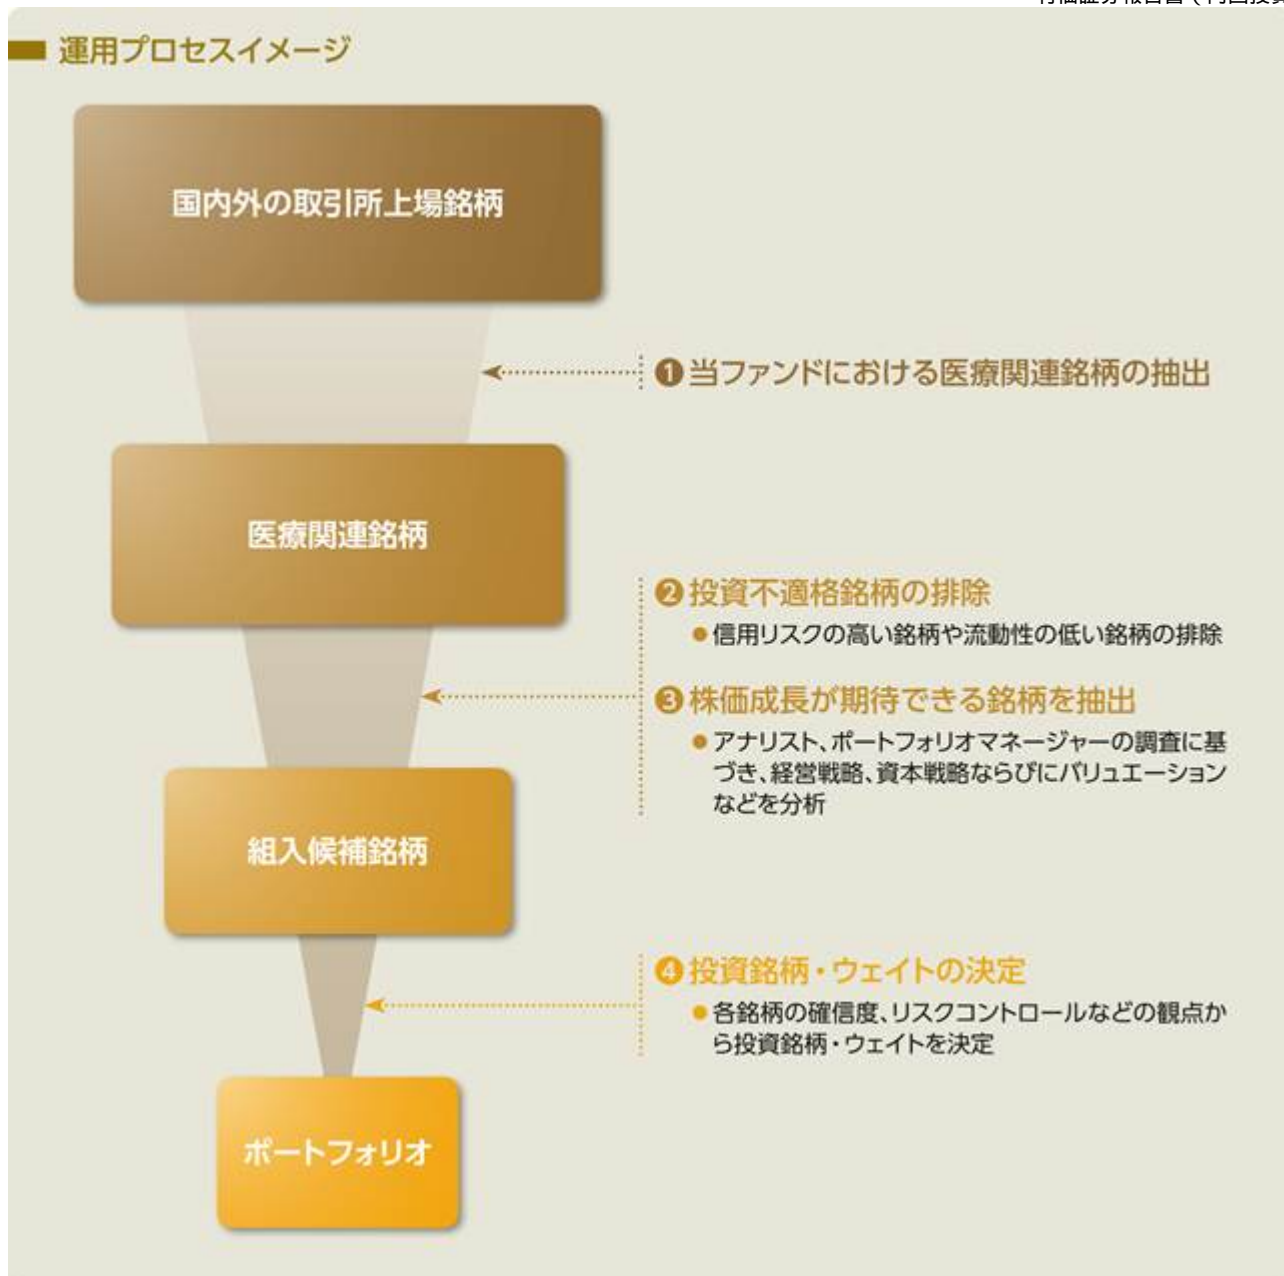 運用プロセスイメージ
国内外の取引所上場銘柄
❶当ファンドにおける医療関連銘柄の抽出
医療関連銘柄
❷投資不適格銘柄の排除
●信用リスクの高い銘柄や流動性の低い銘柄の排除
❸株価成長が期待できる銘柄を抽出
●アナリスト、ポートフォリオマネージャーの調査に基
づき、経営戦略、資本戦略ならびにバリュエーション
などを分析
組入候補銘柄
❹投資銘柄・ウェイトの決定
●各銘柄の確信度、リスクコントロールなどの観点か
ら投資銘柄・ウェイトを決定
ポートフォリオ